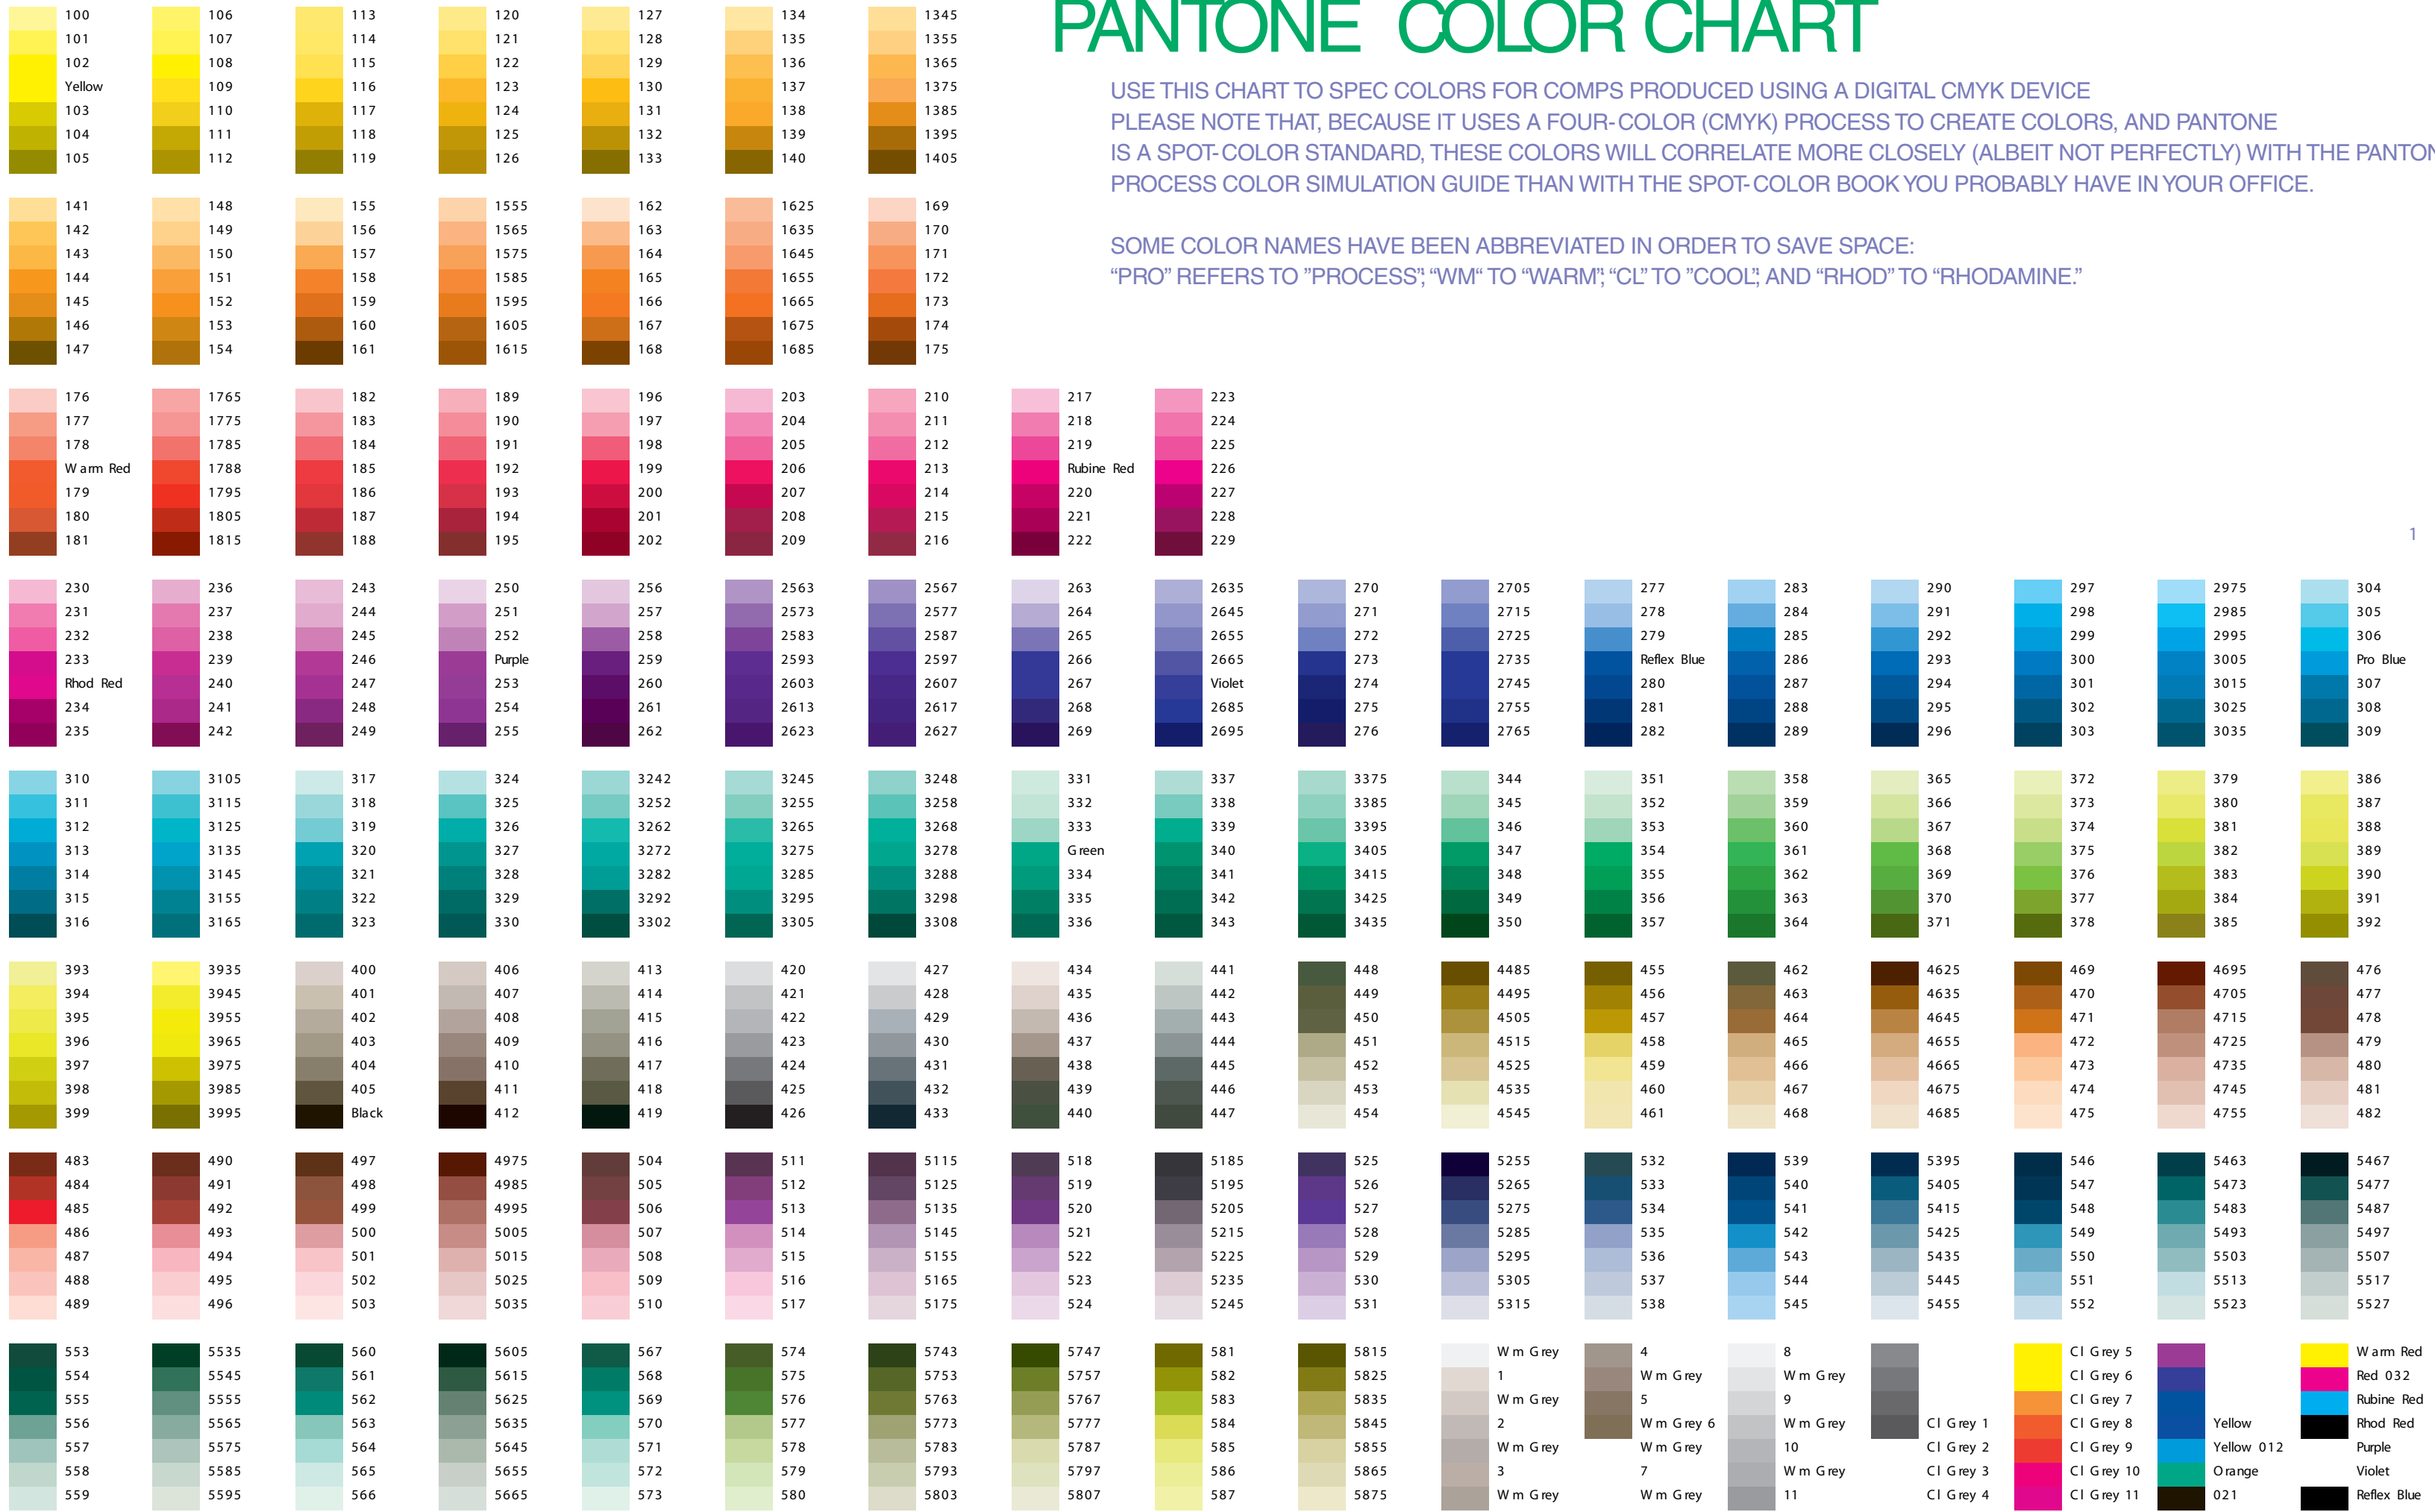 PANTONE COLOR CHART
USE THIS CHART TO SPEC COLORS FOR COMPS PRODUCED USING A DIGITAL CMYK DEVICE
PLEASE NOTE THAT, BECAUSE IT USES A FOUR-COLOR (CMYK) PROCESS TO CREATE COLORS, AND PANTONE
IS A SPOT-COLOR STANDARD, THESE COLORS WILL CORRELATE MORE CLOSELY (ALBEIT NOT PERFECTLY) WITH THE PANTON
PROCESS COLOR SIMULATION GUIDE THAN WITH THE SPOT-COLOR BOOK YOU PROBABLY HAVE IN YOUR OFFICE.
SOME COLOR NAMES HAVE BEEN ABBREVIATED IN ORDER TO SAVE SPACE:
“PRO” REFERS TO ”PROCESS”; “WM“ TO “WARM”; “CL” TO ”COOL”; AND “RHOD” TO “RHODAMINE.”
100 106 113 120 127 134 1345
101 107 114 121 128 135 1355
102 108 115 122 129 136 1365
Yellow 109 116 123 130 137 1375
103 110 117 124 131 138 1385
104 111 118 125 132 139 1395
105 112 119 126 133 140 1405
141 148 155 1555 162 1625 169
142 149 156 1565 163 1635 170
143 150 157 1575 164 1645 171
144 151 158 1585 165 1655 172
145 152 159 1595 166 1665 173
146 153 160 1605 167 1675 174
147 154 161 1615 168 1685 175
176 1765 182 189 196 203 210 217 223
177 1775 183 190 197 204 211 218 224
178 1785 184 191 198 205 212 219 225
Warm Red 1788 185 192 199 206 213 Rubine Red 226
179 1795 186 193 200 207 214 220 227
180 1805 187 194 201 208 215 221 228
181 1815 188 195 202 209 216 222 229
1
230 236 243 250 256 2563 2567 263 2635 270 2705 277 283 290 297 2975 304
231 237 244 251 257 2573 2577 264 2645 271 2715 278 284 291 298 2985 305
232 238 245 252 258 2583 2587 265 2655 272 2725 279 285 292 299 2995 306
233 239 246 Purple 259 2593 2597 266 2665 273 2735 Reflex Blue 286 293 300 3005 Pro Blue
Rhod Red 240 247 253 260 2603 2607 267 Violet 274 2745 280 287 294 301 3015 307
234 241 248 254 261 2613 2617 268 2685 275 2755 281 288 295 302 3025 308
235 242 249 255 262 2623 2627 269 2695 276 2765 282 289 296 303 3035 309
310 3105 317 324 3242 3245 3248 331 337 3375 344 351 358 365 372 379 386
311 3115 318 325 3252 3255 3258 332 338 3385 345 352 359 366 373 380 387
312 3125 319 326 3262 3265 3268 333 339 3395 346 353 360 367 374 381 388
313 3135 320 327 3272 3275 3278 Green 340 3405 347 354 361 368 375 382 389
314 3145 321 328 3282 3285 3288 334 341 3415 348 355 362 369 376 383 390
315 3155 322 329 3292 3295 3298 335 342 3425 349 356 363 370 377 384 391
316 3165 323 330 3302 3305 3308 336 343 3435 350 357 364 371 378 385 392
393 3935 400 406 413 420 427 434 441 448 4485 455 462 4625 469 4695 476
394 3945 401 407 414 421 428 435 442 449 4495 456 463 4635 470 4705 477
395 3955 402 408 415 422 429 436 443 450 4505 457 464 4645 471 4715 478
396 3965 403 409 416 423 430 437 444 451 4515 458 465 4655 472 4725 479
397 3975 404 410 417 424 431 438 445 452 4525 459 466 4665 473 4735 480
398 3985 405 411 418 425 432 439 446 453 4535 460 467 4675 474 4745 481
399 3995 Black 412 419 426 433 440 447 454 4545 461 468 4685 475 4755 482
483 490 497 4975 504 511 5115 518 5185 525 5255 532 539 5395 546 5463 5467
484 491 498 4985 505 512 5125 519 5195 526 5265 533 540 5405 547 5473 5477
485 492 499 4995 506 513 5135 520 5205 527 5275 534 541 5415 548 5483 5487
486 493 500 5005 507 514 5145 521 5215 528 5285 535 542 5425 549 5493 5497
487 494 501 5015 508 515 5155 522 5225 529 5295 536 543 5435 550 5503 5507
488 495 502 5025 509 516 5165 523 5235 530 5305 537 544 5445 551 5513 5517
489 496 503 5035 510 517 5175 524 5245 531 5315 538 545 5455 552 5523 5527
553 5535 560 5605 567 574 5743 5747 581 5815 Wm Grey 4 8 Cl Grey 5 Warm Red
554 5545 561 5615 568 575 5753 5757 582 5825 1 Wm Grey Wm Grey Cl Grey 6 Red 032
555 5555 562 5625 569 576 5763 5767 583 5835 Wm Grey 5 9 Cl Grey 7 Rubine Red
556 5565 563 5635 570 577 5773 5777 584 5845 2 Wm Grey 6 Wm Grey Cl Grey 1 Cl Grey 8 Yellow Rhod Red
557 5575 564 5645 571 578 5783 5787 585 5855 Wm Grey Wm Grey 10 Cl Grey 2 Cl Grey 9 Yellow 012 Purple
558 5585 565 5655 572 579 5793 5797 586 5865 3 7 Wm Grey Cl Grey 3 Cl Grey 10 Orange Violet
559 5595 566 5665 573 580 5803 5807 587 5875 Wm Grey Wm Grey 11 Cl Grey 4 Cl Grey 11 021 Reflex Blue